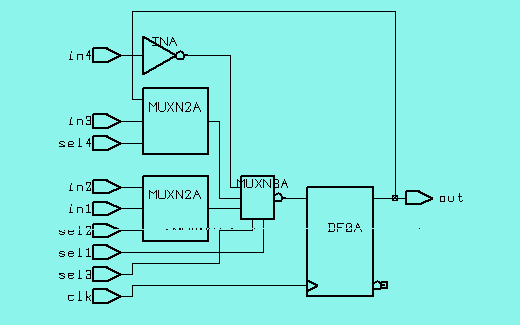 INA
in4
MUXN2A
in3
sel4
in2
MUXN3A
MUXN2A
in1
out
sel2
DF8A
sel1
sel3
clk